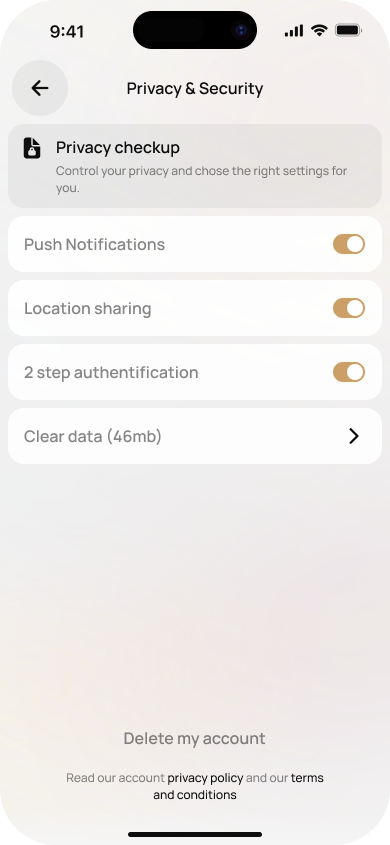 9:41
Privacy & Security
Privacy checkup
Control your privacy and chose the right settings for
you.
Push Notifications
Location sharing
2 step authentification
Clear data (46mb)
Delete my account
Read our account privacy policy and our terms
and conditions